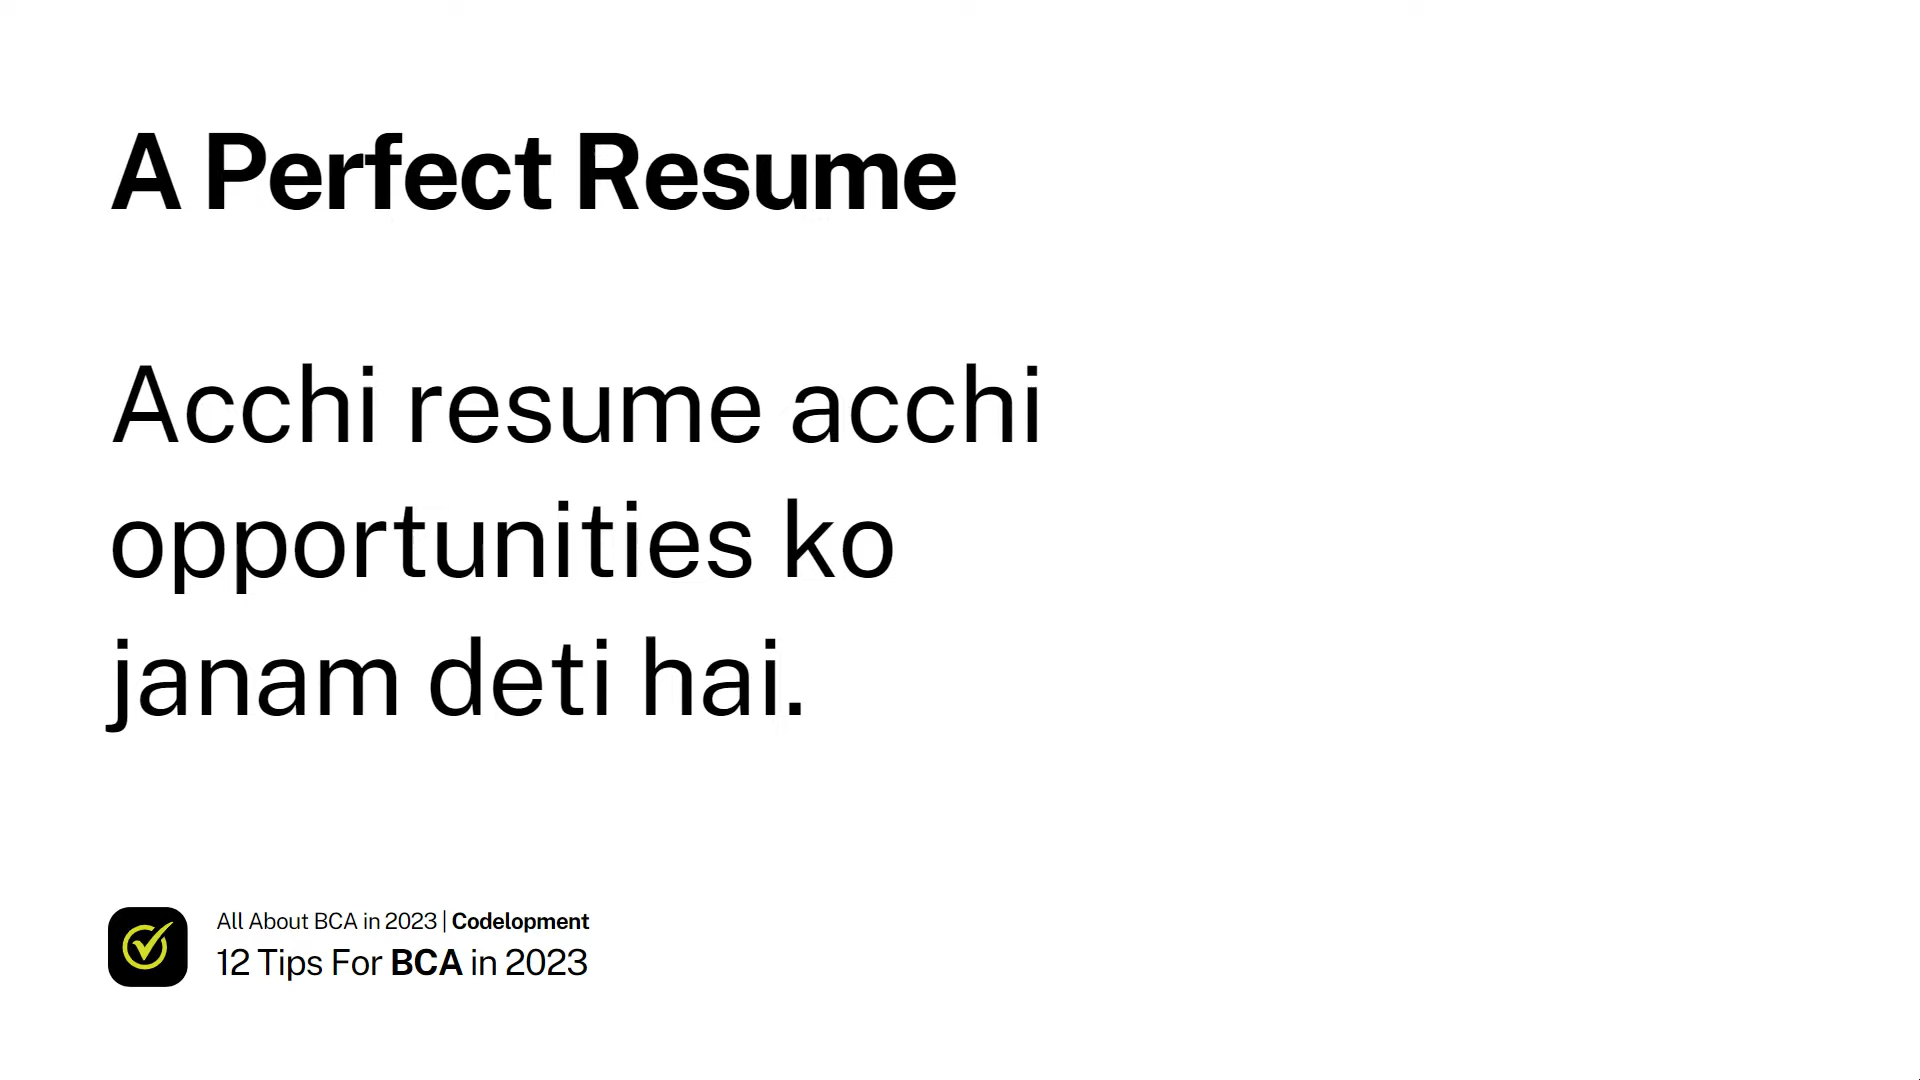 A Perfect Resume
Acchi resume acchi
opportunities ko
janam deti hai.
All About BCA in 2023 | Codelopment
12 Tips For BCA in 2023